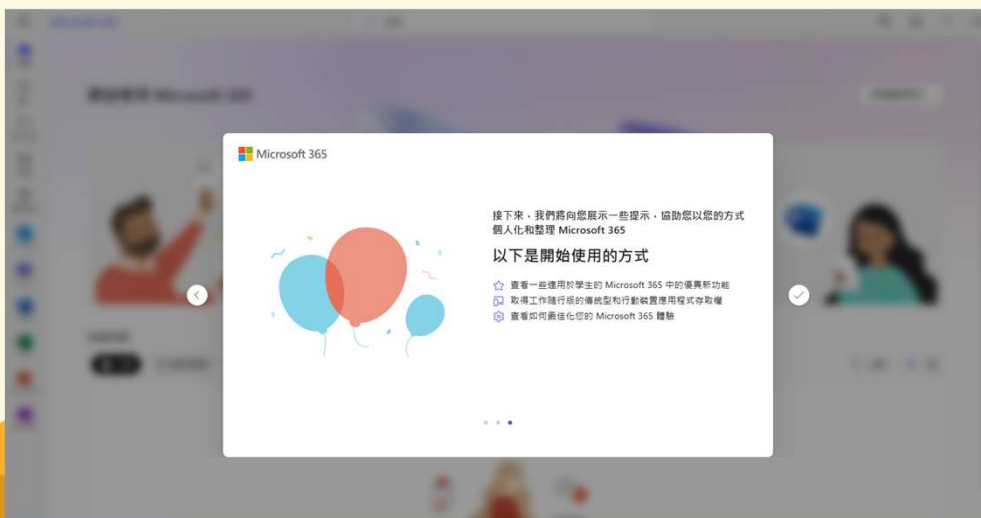 Microsoft 365
接下來，我們將向您展示一些提示，協助您以您的方式
個人化和整理 Microsoft 365
以下是開始使用的方式
查看一些適用於學生的 Microsoft 365 中的優異新功能
取得工作隨行版的傳統型和行動裝置應用程式存取權
查看如何最佳化您的 Microsoft 365 體驗